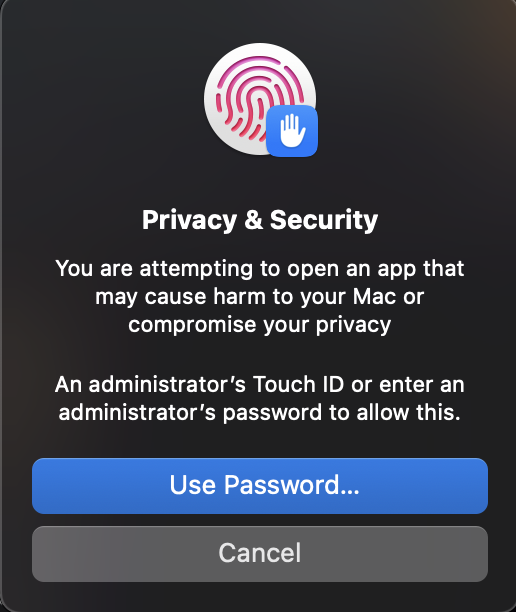 Privacy & Security
You are attempting to open an app that
may cause harm to your Mac or
compromise your privacy
An administrator’s Touch ID or enter an
administrator’s password to allow this.
Use Password...
Cancel